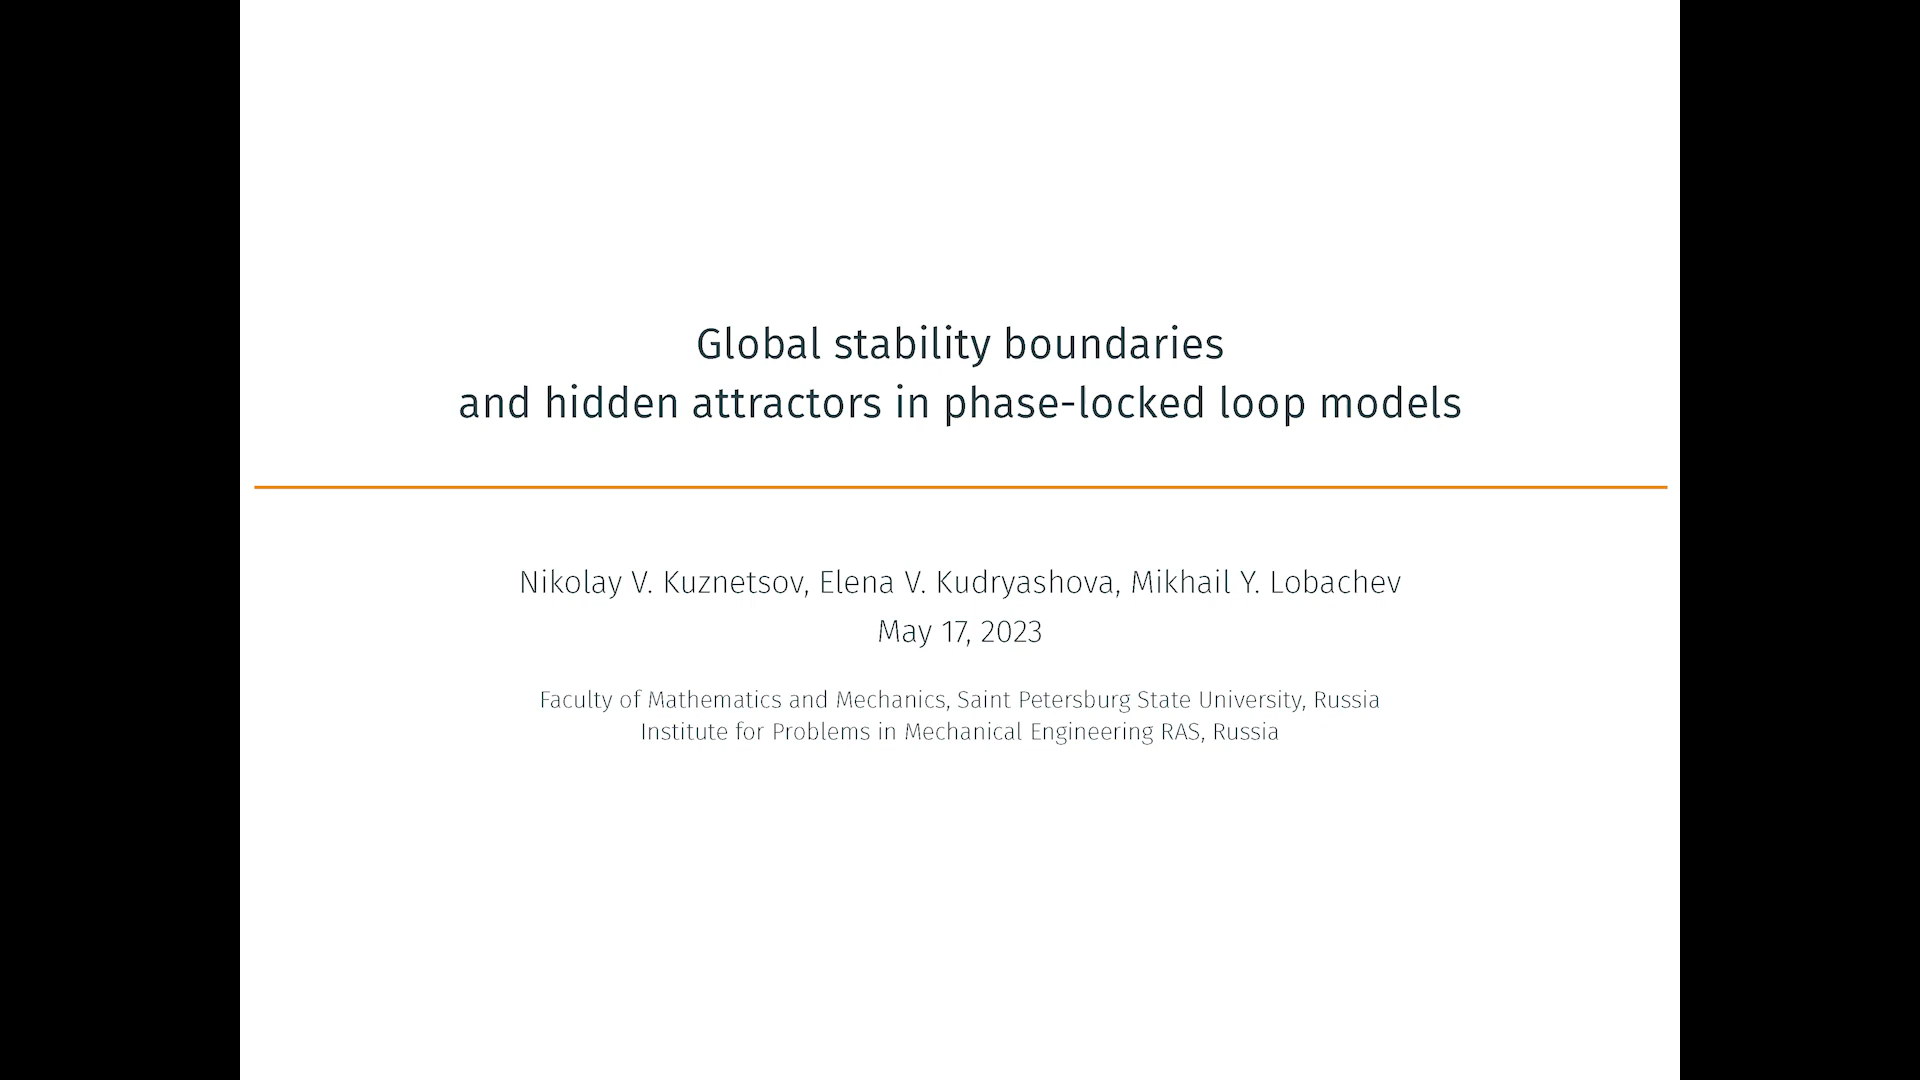 Global stability boundaries
and hidden attractors in phase-locked loop models
Nikolay V. Kuznetsov, Elena V. Kudryashova, Mikhail Y. Lobachev
May 17, 2023
Faculty of Mathematics and Mechanics, Saint Petersburg State University, Russia
Institute for Problems in Mechanical Engineering RAS, Russia